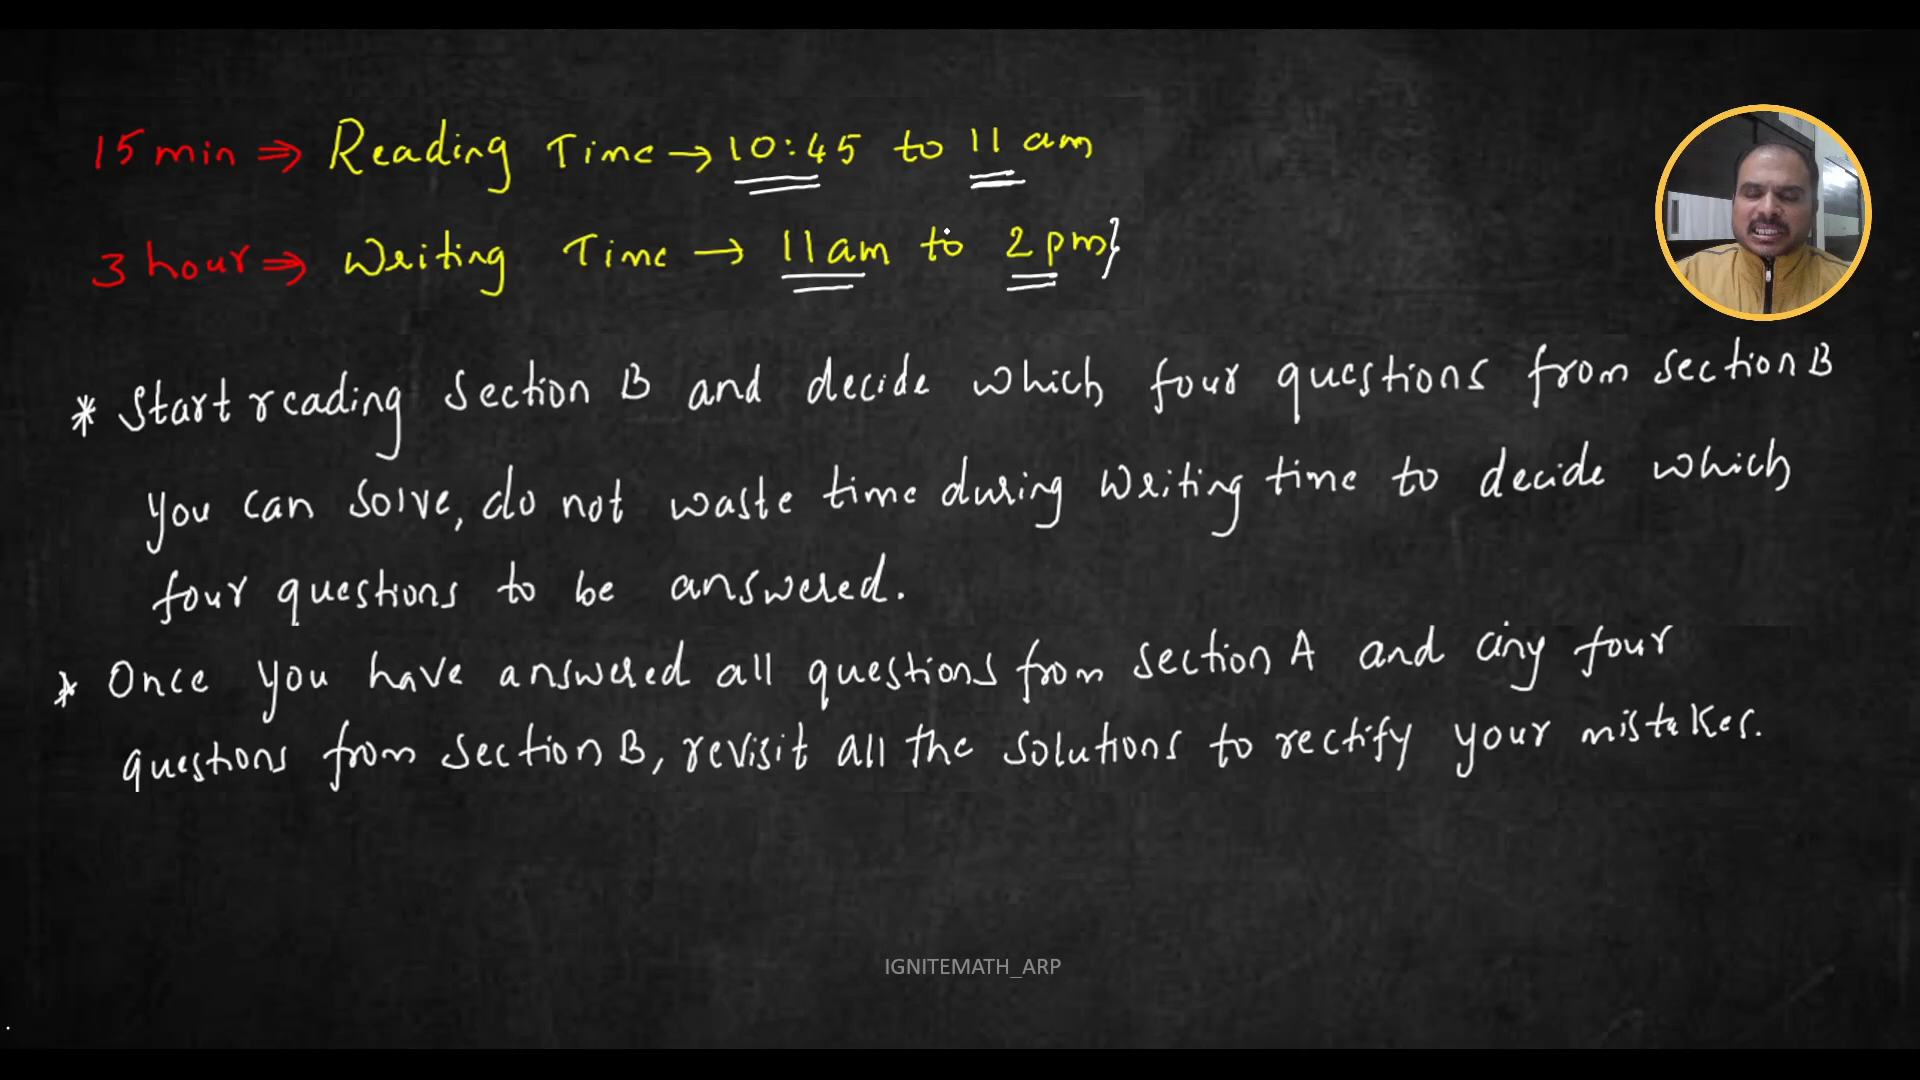 15 min ⇒ Reading Time → 10:45 to 11 am
3 hour ⇒ Writing Time → 11 am to 2 pm}
* Start reading Section B and decide which four questions from section B
you can solve, do not waste time during writing time to decide which
four questions to be answered.
* Once you have answered all questions from section A and any four
questions from section B, revisit all the solutions to rectify your mistakes.
IGNITEMATH_ARP